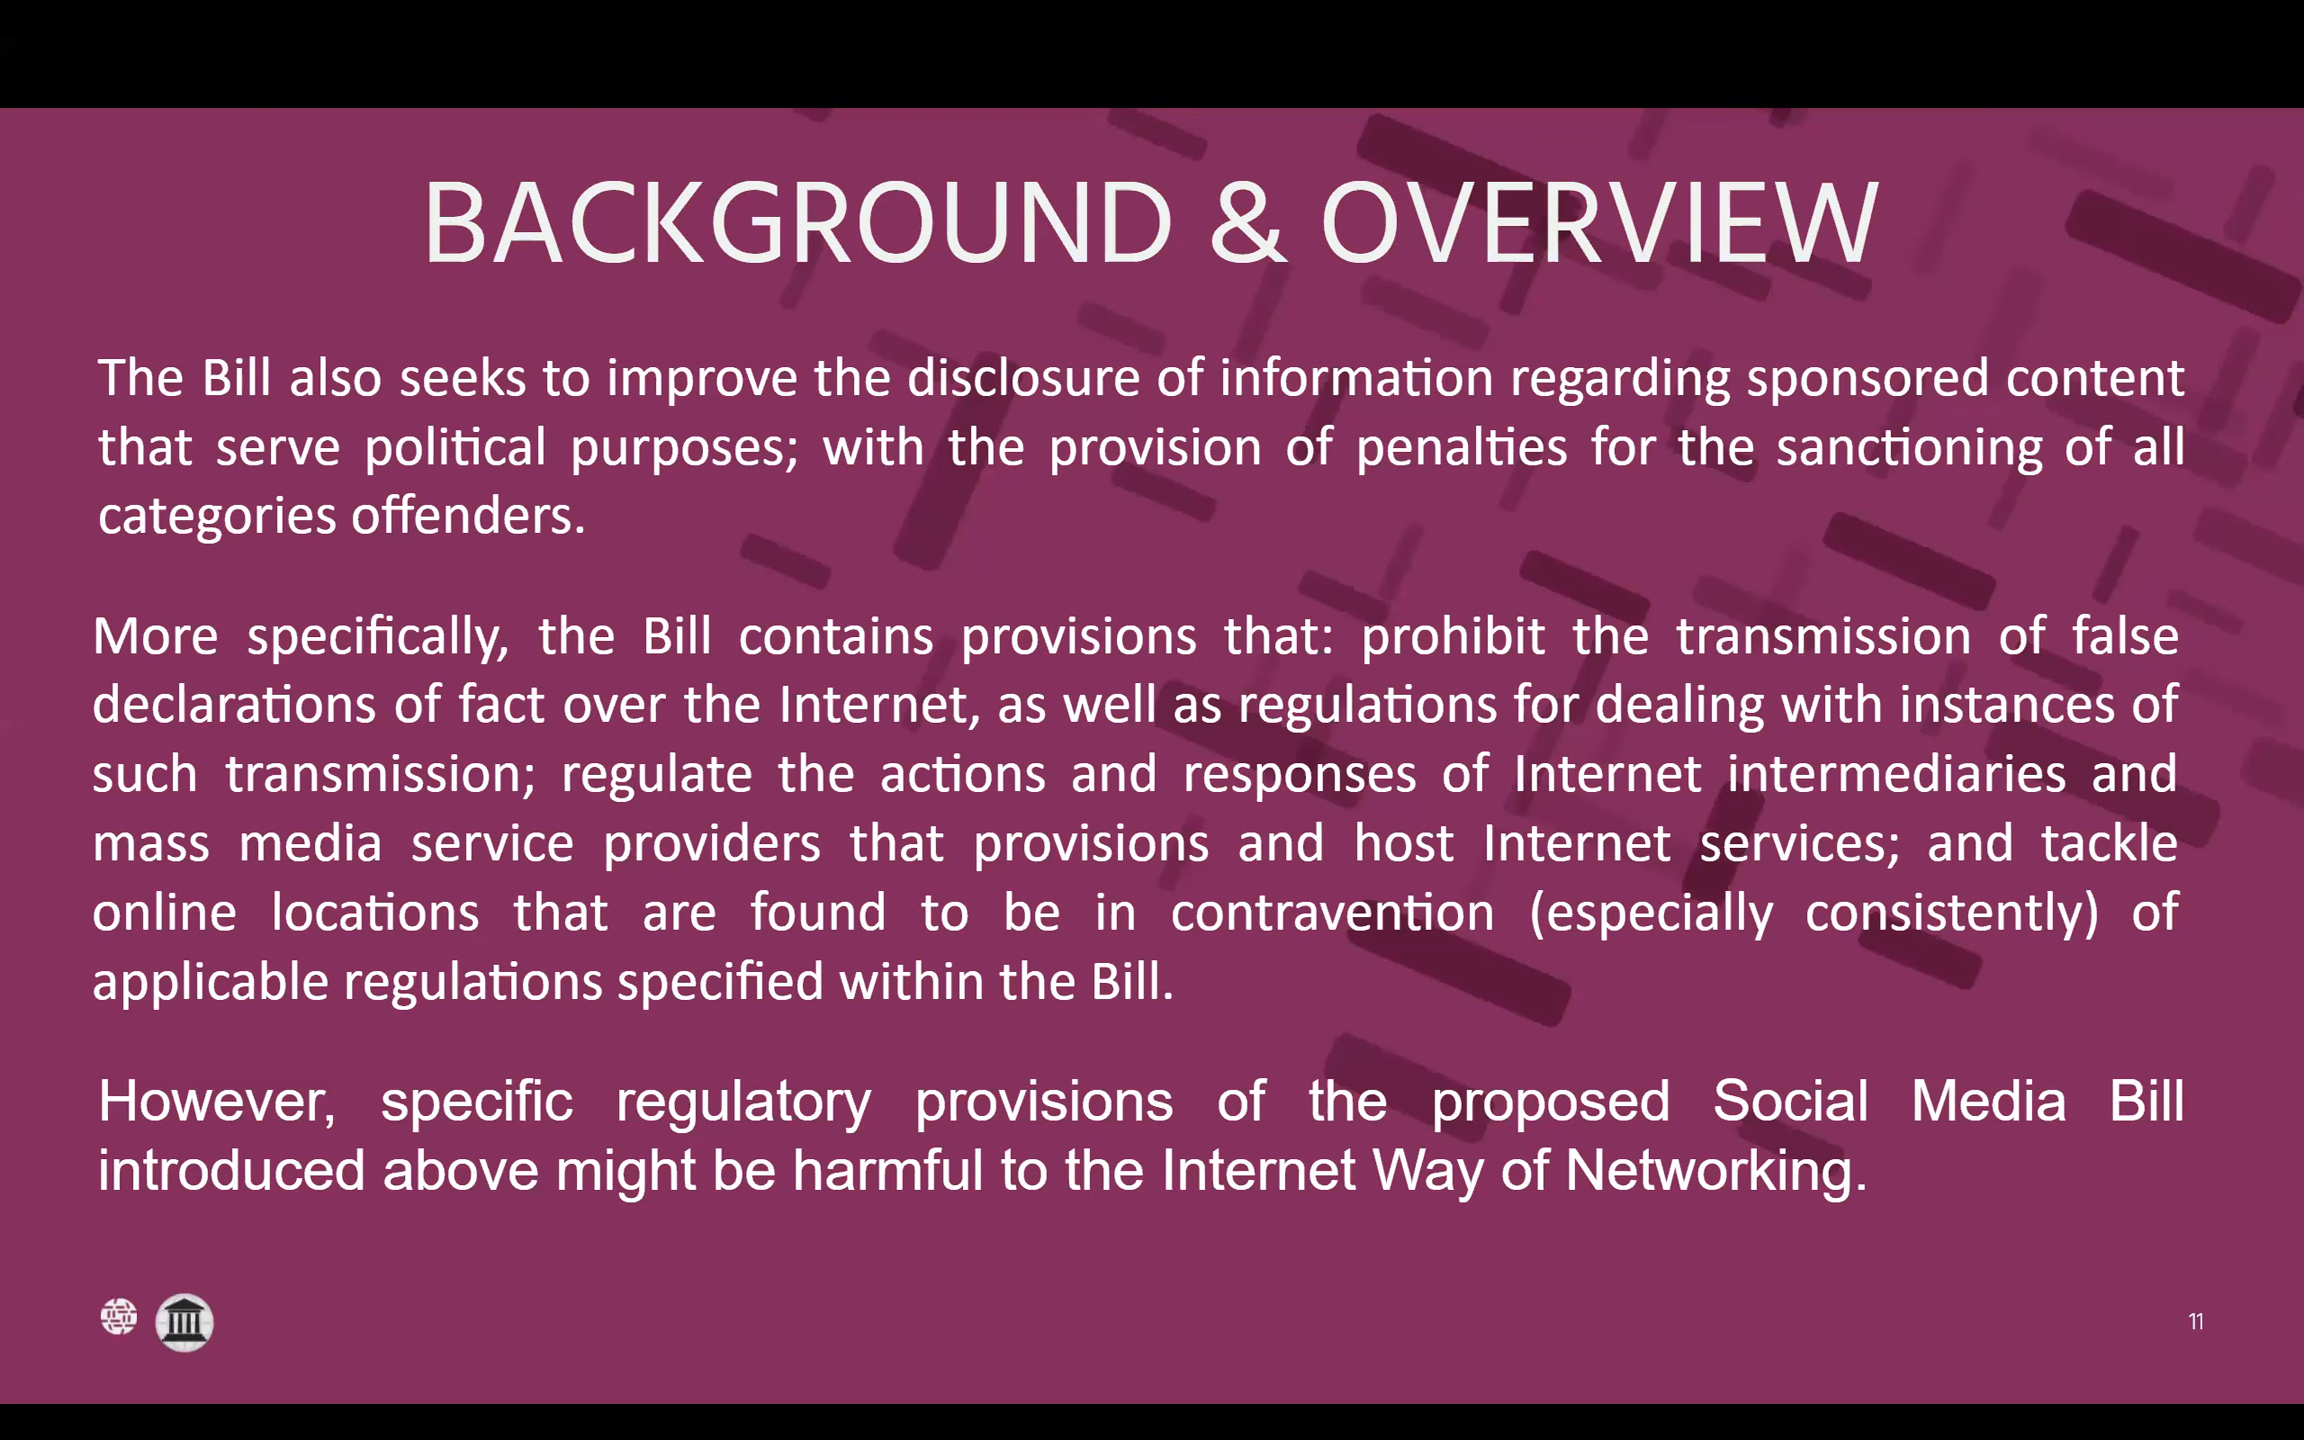 BACKGROUND & OVERVIEW
The Bill also seeks to improve the disclosure of information regarding sponsored content
that serve political purposes; with the provision of penalties for the sanctioning of all
categories offenders.
More specifically, the Bill contains provisions that: prohibit the transmission of false
declarations of fact over the Internet, as well as regulations for dealing with instances of
such transmission; regulate the actions and responses of Internet intermediaries and
mass media service providers that provisions and host Internet services; and tackle
online locations that are found to be in contravention (especially consistently) of
applicable regulations specified within the Bill.
However, specific regulatory provisions of the proposed Social Media Bill
introduced above might be harmful to the Internet Way of Networking.
11